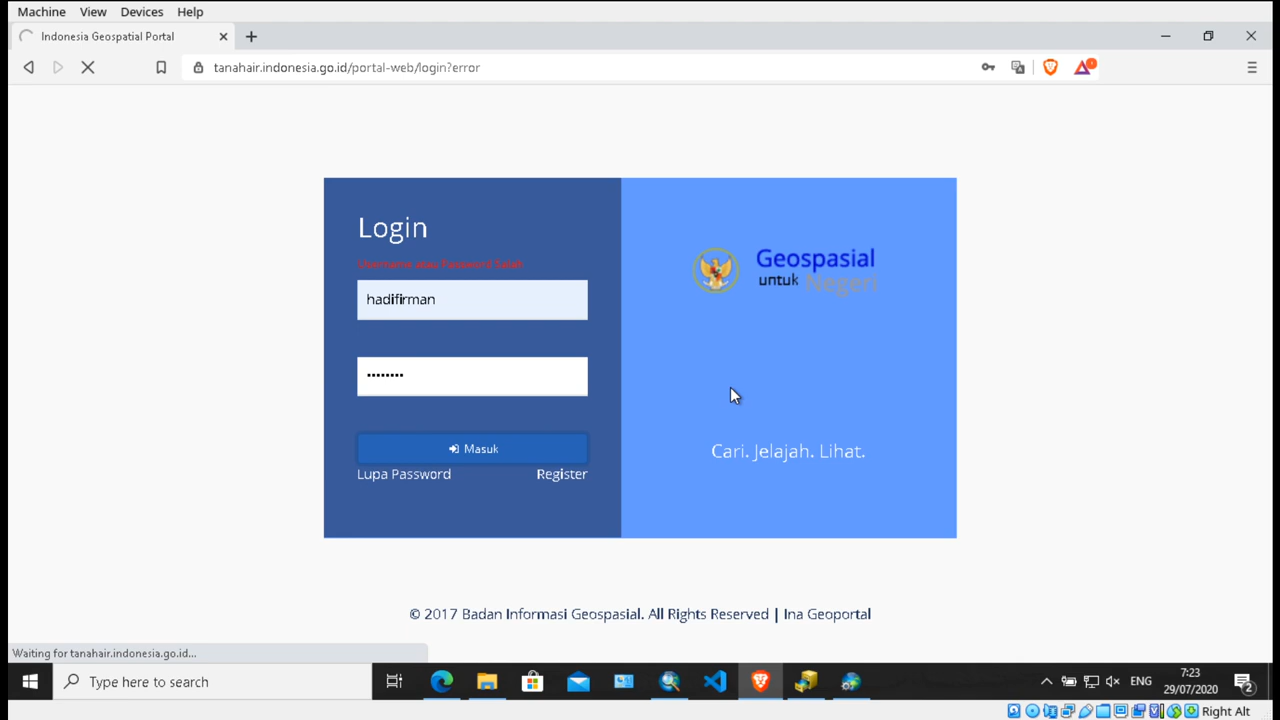 Machine View Devices Help
Indonesia Geospatial Portal
tanahair.indonesia.go.id/portal-web/login?error
Login
Username atau Password Salah
hadifirman
Masuk
Lupa Password Register
Geospasial
untuk Negeri
Cari. Jelajah. Lihat.
© 2017 Badan Informasi Geospasial. All Rights Reserved | Ina Geoportal
Waiting for tanahair.indonesia.go.id...
Type here to search
ENG
7:23
29/07/2020
2
Right Alt